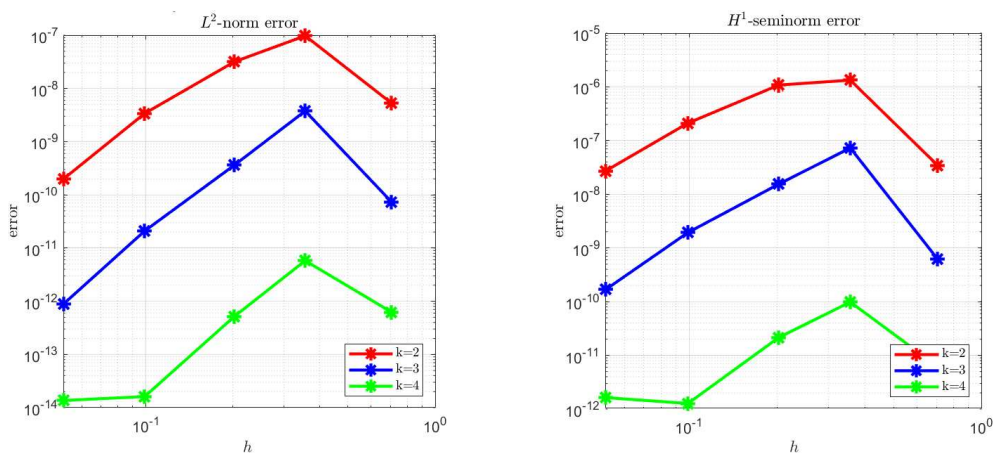 L²-norm error
10⁻⁷
10⁻⁸
10⁻⁹
10⁻¹⁰
10⁻¹¹
10⁻¹²
10⁻¹³
10⁻¹⁴
error
k=2
k=3
k=4
10⁻¹
10⁰
h
H¹-seminorm error
10⁻⁵
10⁻⁶
10⁻⁷
10⁻⁸
10⁻⁹
10⁻¹⁰
10⁻¹¹
10⁻¹²
error
k=2
k=3
k=4
10⁻¹
10⁰
h